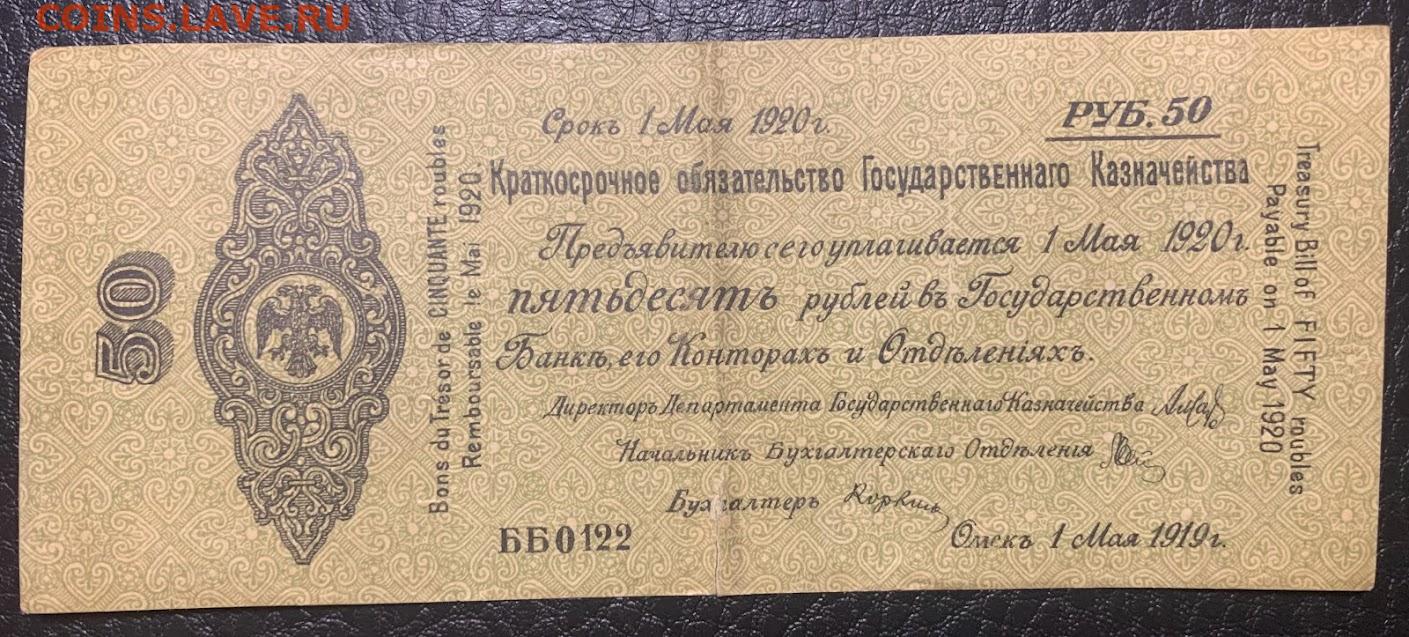 COINS.LAVE.RU
50
Bons du Trésor de CINQUANTE roubles
Remboursable le Mai 1920.
Срокъ 1 Мая 1920г.
РУБ. 50
Краткосрочное обязательство Государственнаго Казначейства
Предъявителю сего уплачивается 1 Мая 1920г.
пятьдесятъ рублей въ Государственномъ
Банкѣ, его Конторахъ и Отдѣленіяхъ.
Директоръ Департамента Государственнаго Казначейства
Начальникъ Бухгалтерскаго Отдѣленія
Бухгалтеръ
ББ0122
Омскъ 1 Мая 1919г.
Treasury Bill of FIFTY roubles
Payable on 1 May 1920